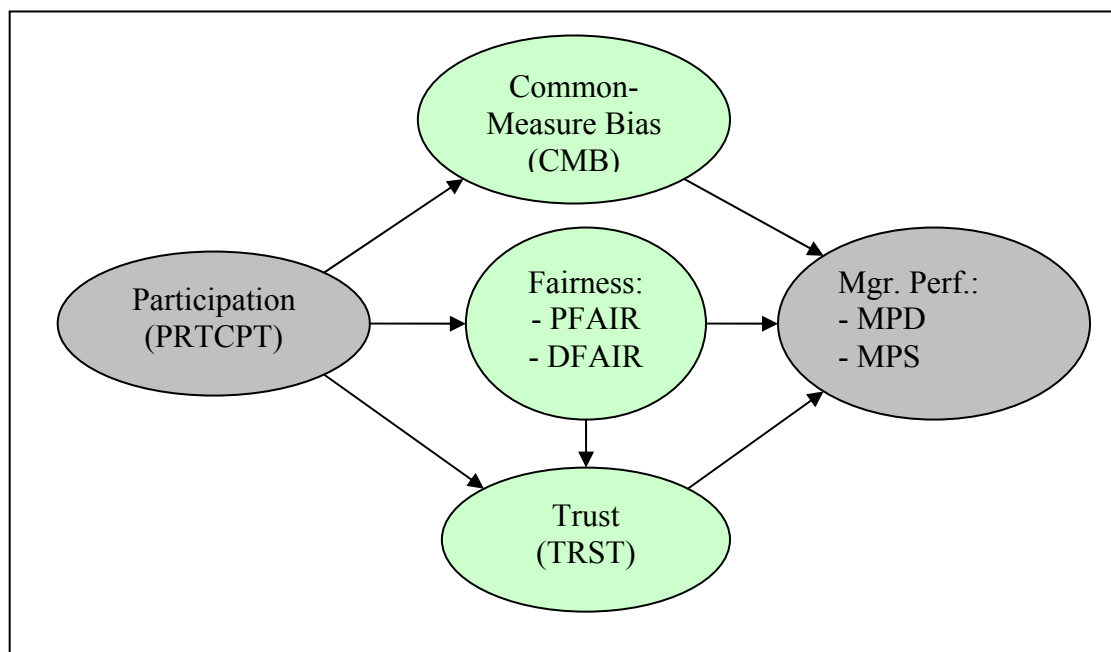 Common-
Measure Bias
(CMB)
Participation
(PRTCPT)
Fairness:
- PFAIR
- DFAIR
Mgr. Perf.:
- MPD
- MPS
Trust
(TRST)